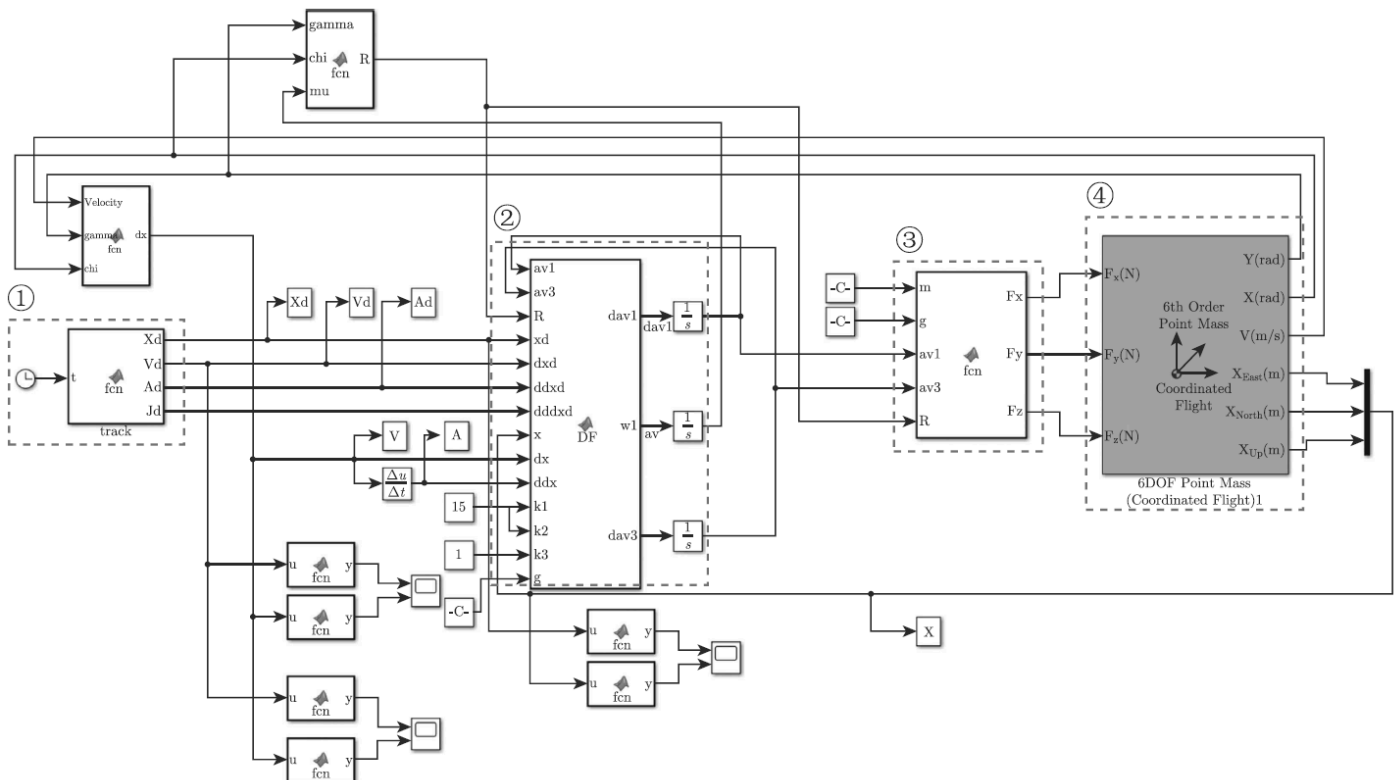 gamma
chi
mu
fcn
R
Velocity
gamma
chi
fcn
dx
①
t
fcn
Xd
Vd
Ad
Jd
track
Xd
Vd
Ad
②
av1
av3
R
xd
dxd
ddxd
dddxd
x
dx
ddx
k1
k2
k3
g
DF
dav1
w1
dav3
dav1
av
1
s
1
s
1
s
V
A
Δu
Δt
15
1
-C-
③
-C-
-C-
m
g
av1
av3
R
fcn
Fx
Fy
Fz
④
Fx(N)
Fy(N)
Fz(N)
6th Order
Point Mass
Coordinated
Flight
Y(rad)
X(rad)
V(m/s)
XEast(m)
XNorth(m)
XUp(m)
6DOF Point Mass
(Coordinated Flight)1
u
fcn
y
u
fcn
y
u
fcn
y
u
fcn
y
u
fcn
y
u
fcn
y
X